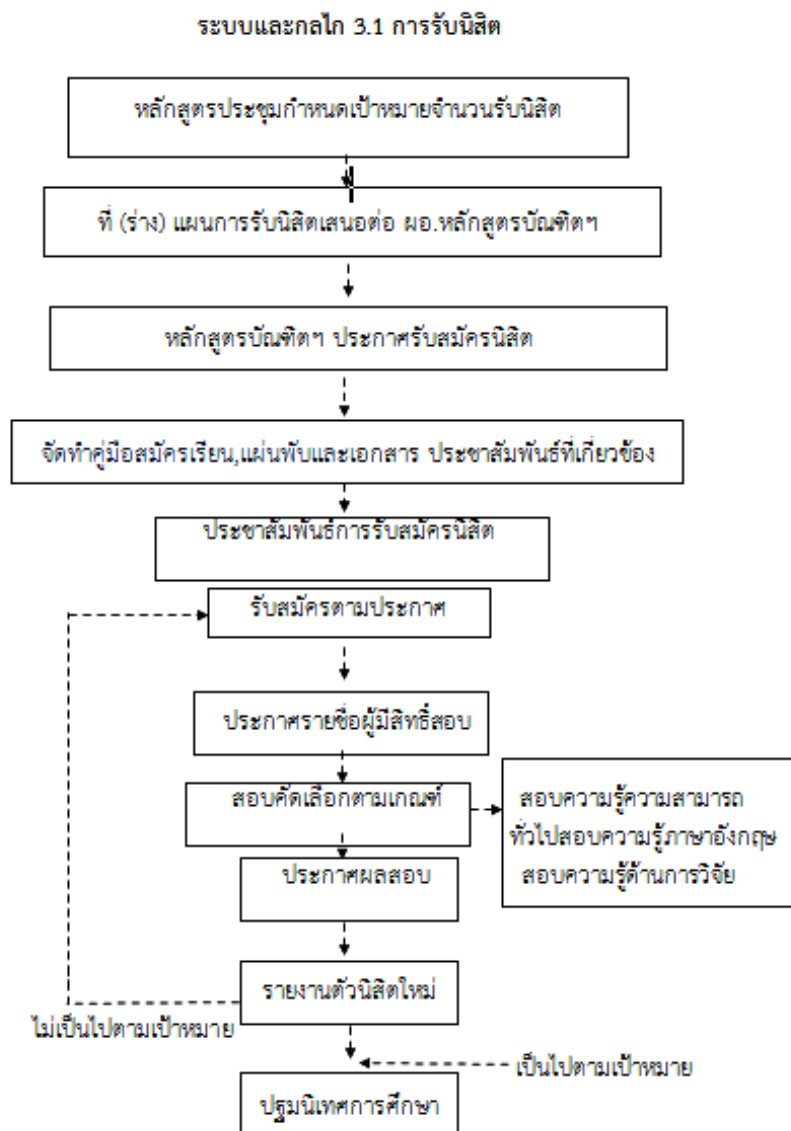 ระบบและกลไก 3.1 การรับนิสิต
หลักสูตรประชุมกำหนดเป้าหมายจำนวนรับนิสิต
ที่ (ร่าง) แผนการรับนิสิตเสนอต่อ ผอ.หลักสูตรบัณฑิตฯ
หลักสูตรบัณฑิตฯ ประกาศรับสมัครนิสิต
จัดทำคู่มือสมัครเรียน,แผ่นพับและเอกสาร ประชาสัมพันธ์ที่เกี่ยวข้อง
ประชาสัมพันธ์การรับสมัครนิสิต
รับสมัครตามประกาศ
ประกาศรายชื่อผู้มีสิทธิ์สอบ
สอบคัดเลือกตามเกณฑ์
สอบความรู้ความสามารถ
ทั่วไปสอบความรู้ภาษาอังกฤษ
สอบความรู้ด้านการวิจัย
ประกาศผลสอบ
รายงานตัวนิสิตใหม่
ไม่เป็นไปตามเป้าหมาย
เป็นไปตามเป้าหมาย
ปฐมนิเทศการศึกษา